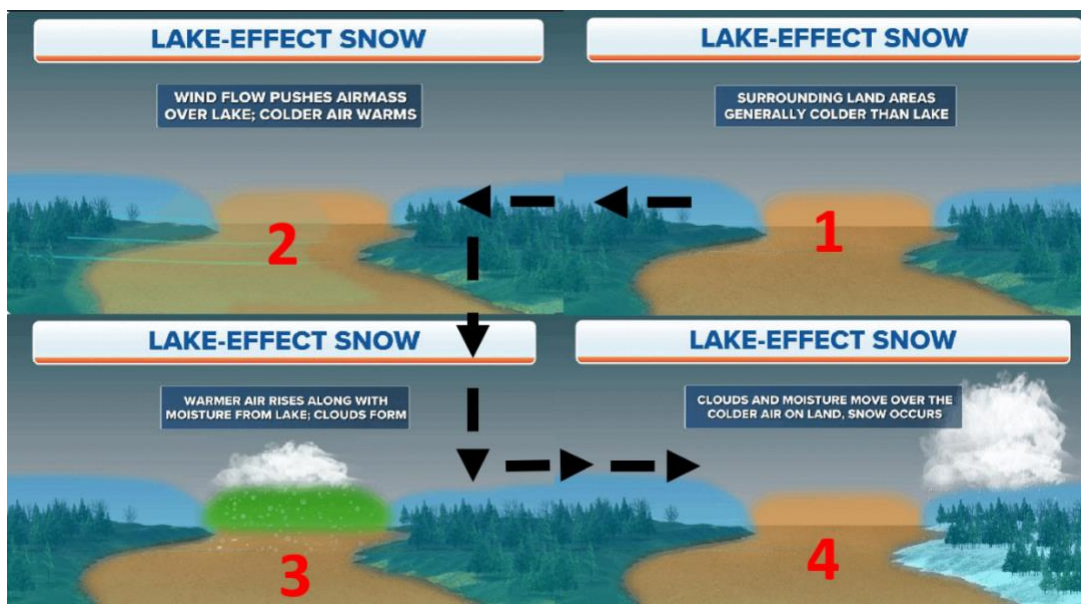 LAKE-EFFECT SNOW
WIND FLOW PUSHES AIRMASS
OVER LAKE; COLDER AIR WARMS
2
LAKE-EFFECT SNOW
SURROUNDING LAND AREAS
GENERALLY COLDER THAN LAKE
1
LAKE-EFFECT SNOW
WARMER AIR RISES ALONG WITH
MOISTURE FROM LAKE; CLOUDS FORM
3
LAKE-EFFECT SNOW
CLOUDS AND MOISTURE MOVE OVER THE
COLDER AIR ON LAND, SNOW OCCURS
4